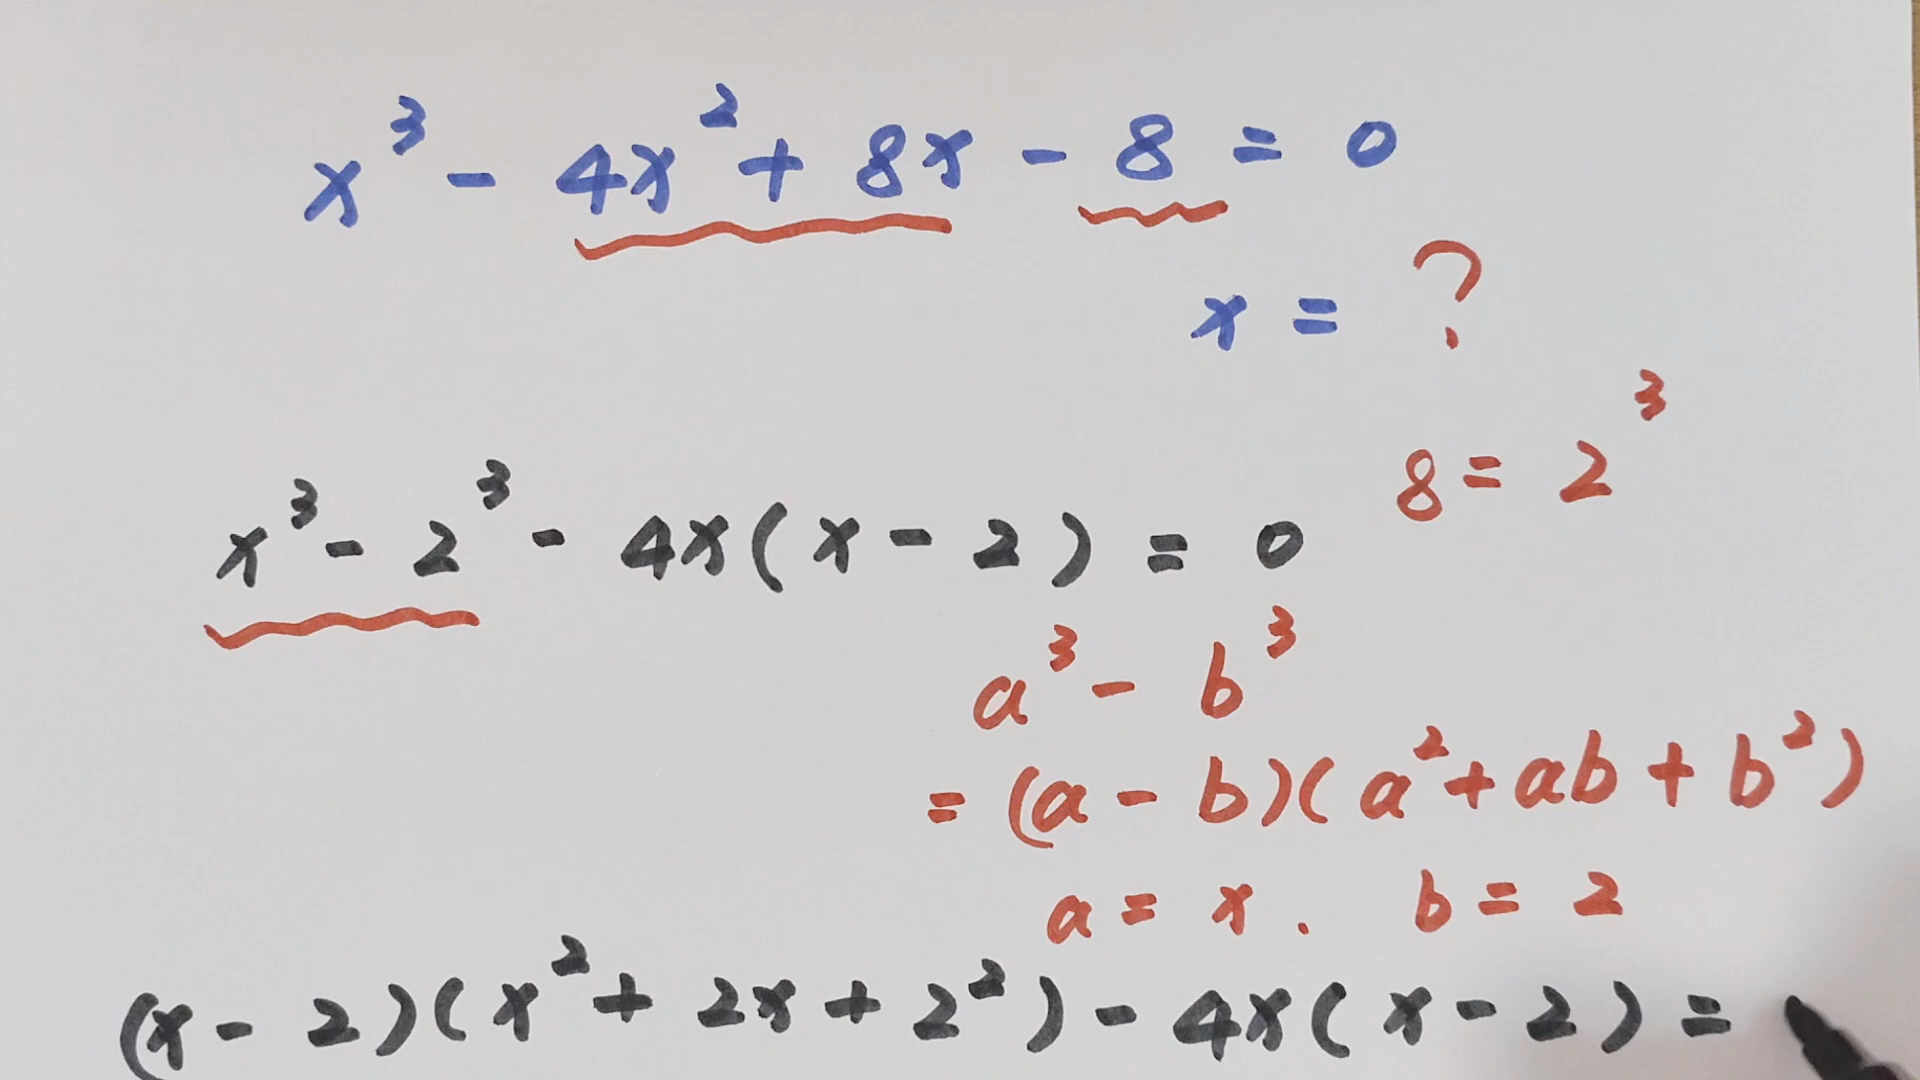 x³ - 4x² + 8x - 8 = 0
x = ?
8 = 2³
x³ - 2³ - 4x(x - 2) = 0
a³ - b³
= (a - b)(a² + ab + b²)
a = x. b = 2
(x - 2)(x² + 2x + 2²) - 4x(x - 2) =